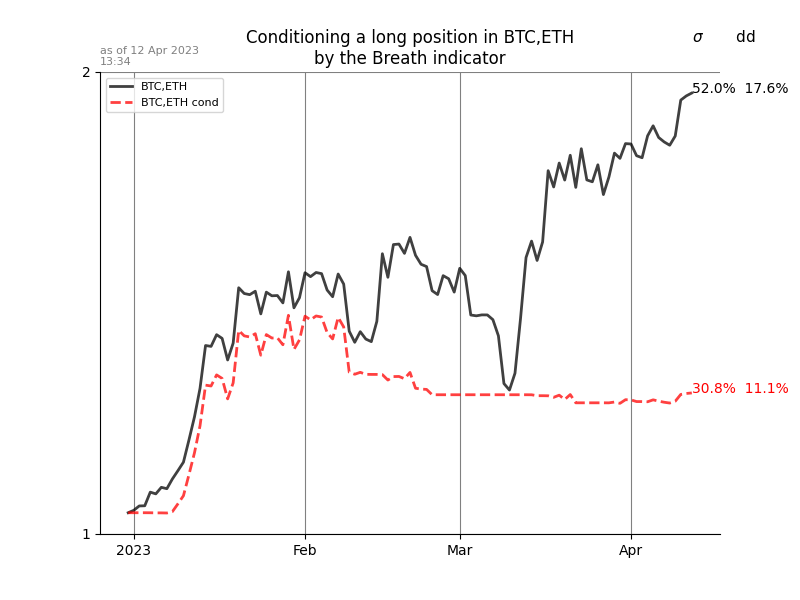 Conditioning a long position in BTC,ETH
by the Breath indicator
σ dd
as of 12 Apr 2023
13:34
2
BTC,ETH
BTC,ETH cond
52.0% 17.6%
30.8% 11.1%
1
2023 Feb Mar Apr